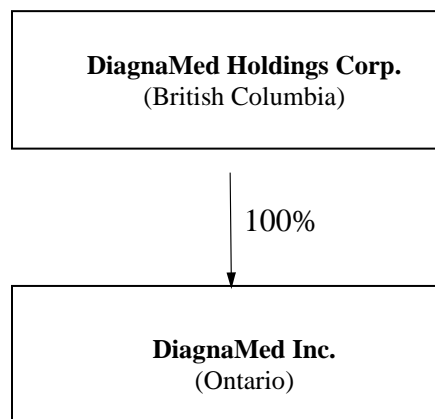 DiagnaMed Holdings Corp.
(British Columbia)
100%
DiagnaMed Inc.
(Ontario)